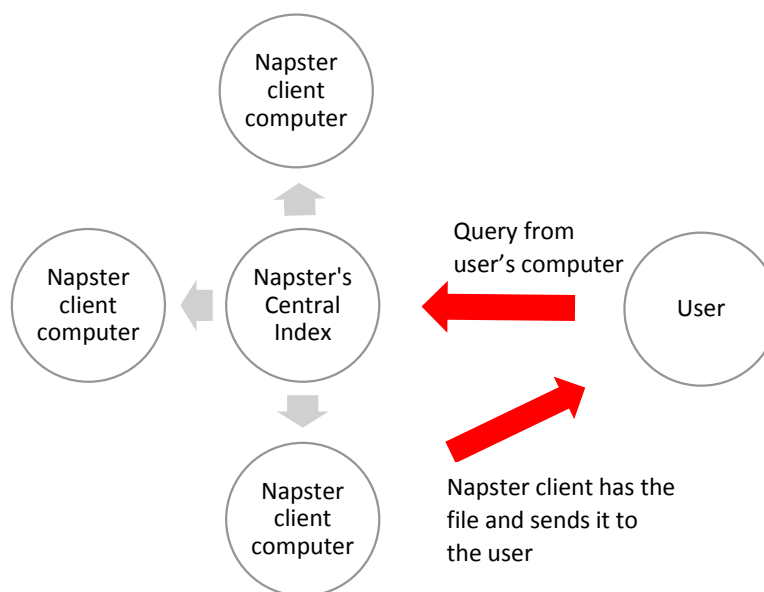 Napster
client
computer
Query from
user’s computer
Napster
client
computer
Napster's
Central
Index
User
Napster
client
computer
Napster client has the
file and sends it to
the user